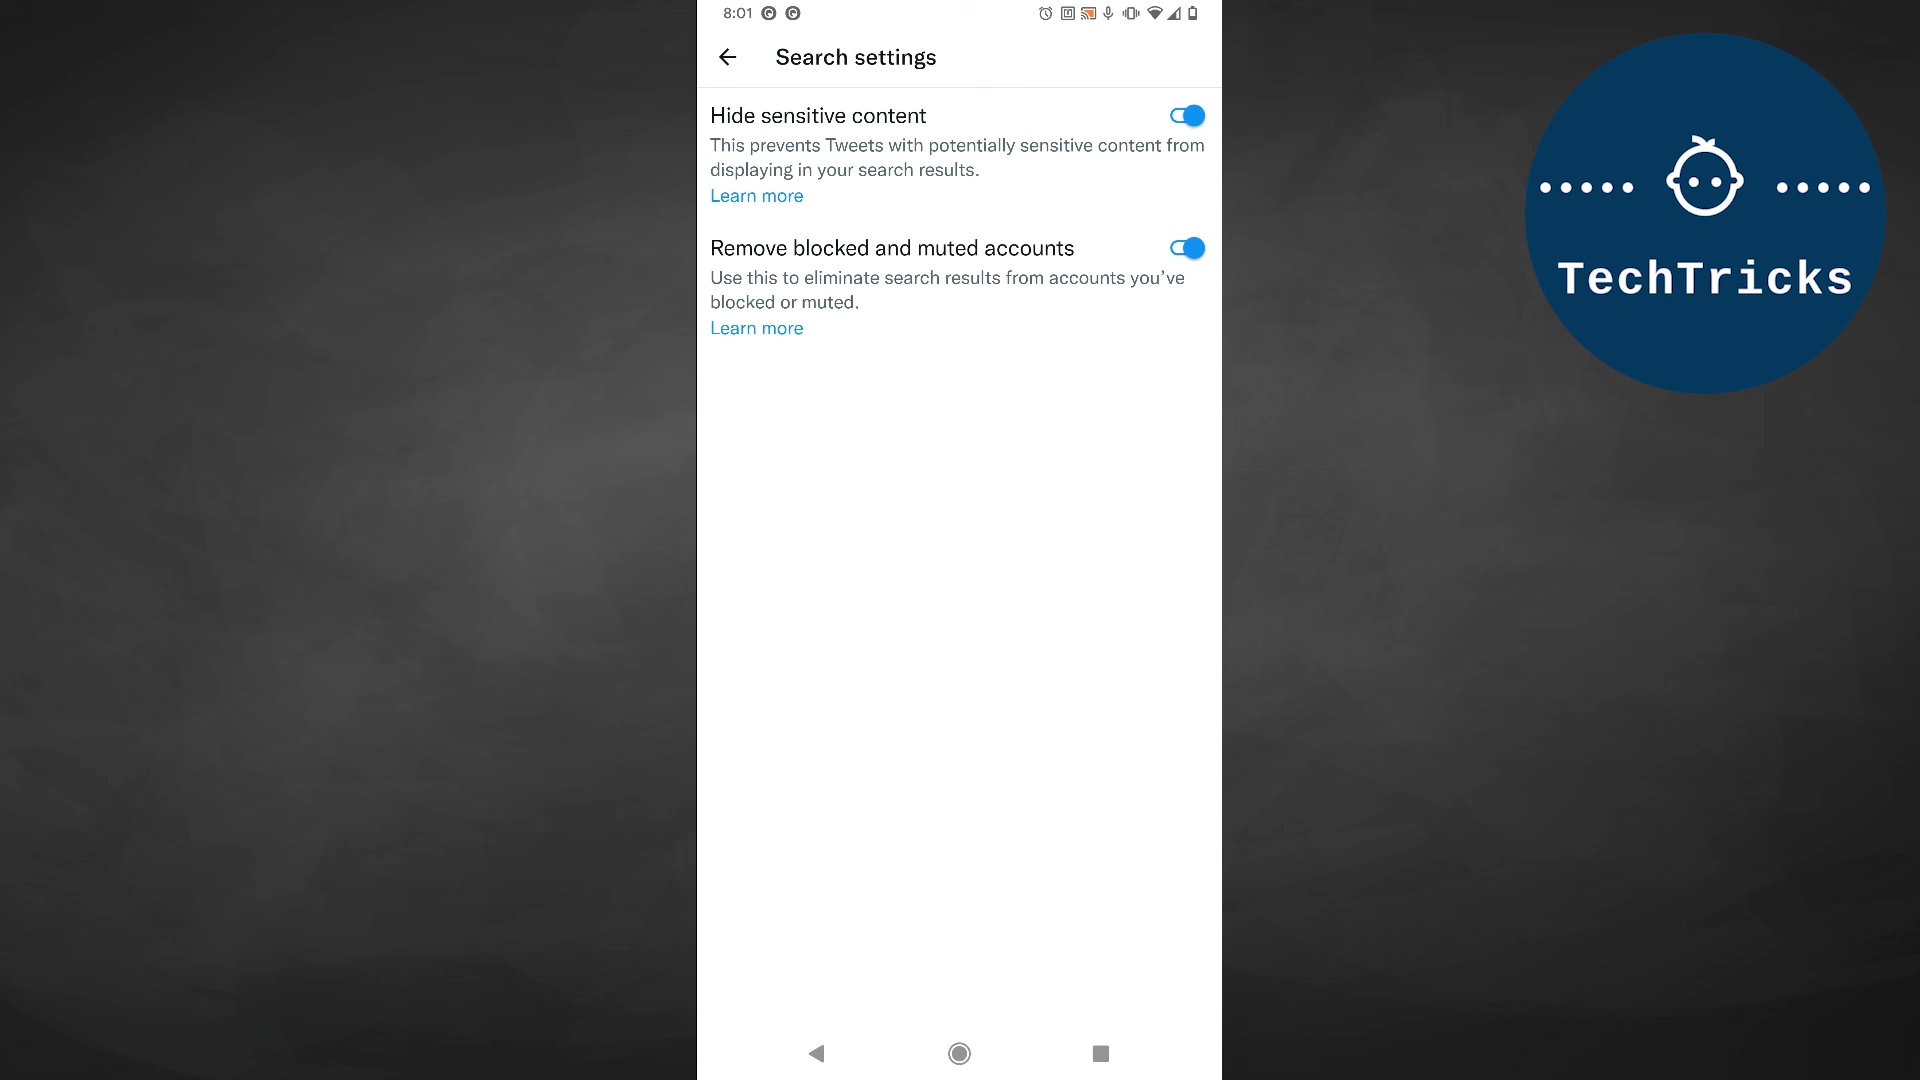 8:01
Search settings
Hide sensitive content
This prevents Tweets with potentially sensitive content from
displaying in your search results.
Learn more
Remove blocked and muted accounts
Use this to eliminate search results from accounts you’ve
blocked or muted.
Learn more
TechTricks